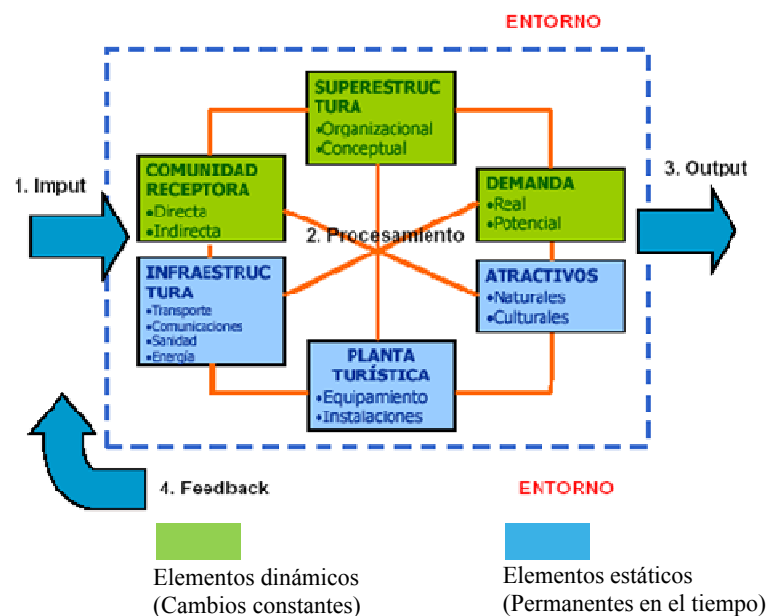 ENTORNO
SUPERESTRUC
TURA
•Organizacional
•Conceptual
1. Imput
COMUNIDAD
RECEPTORA
•Directa
•Indirecta
2. Procesamiento
DEMANDA
•Real
•Potencial
3. Output
INFRAESTRUC
TURA
•Transporte
•Comunicaciones
•Sanidad
•Energía
ATRACTIVOS
•Naturales
•Culturales
PLANTA
TURÍSTICA
•Equipamiento
•Instalaciones
4. Feedback
ENTORNO
Elementos dinámicos
(Cambios constantes)
Elementos estáticos
(Permanentes en el tiempo)